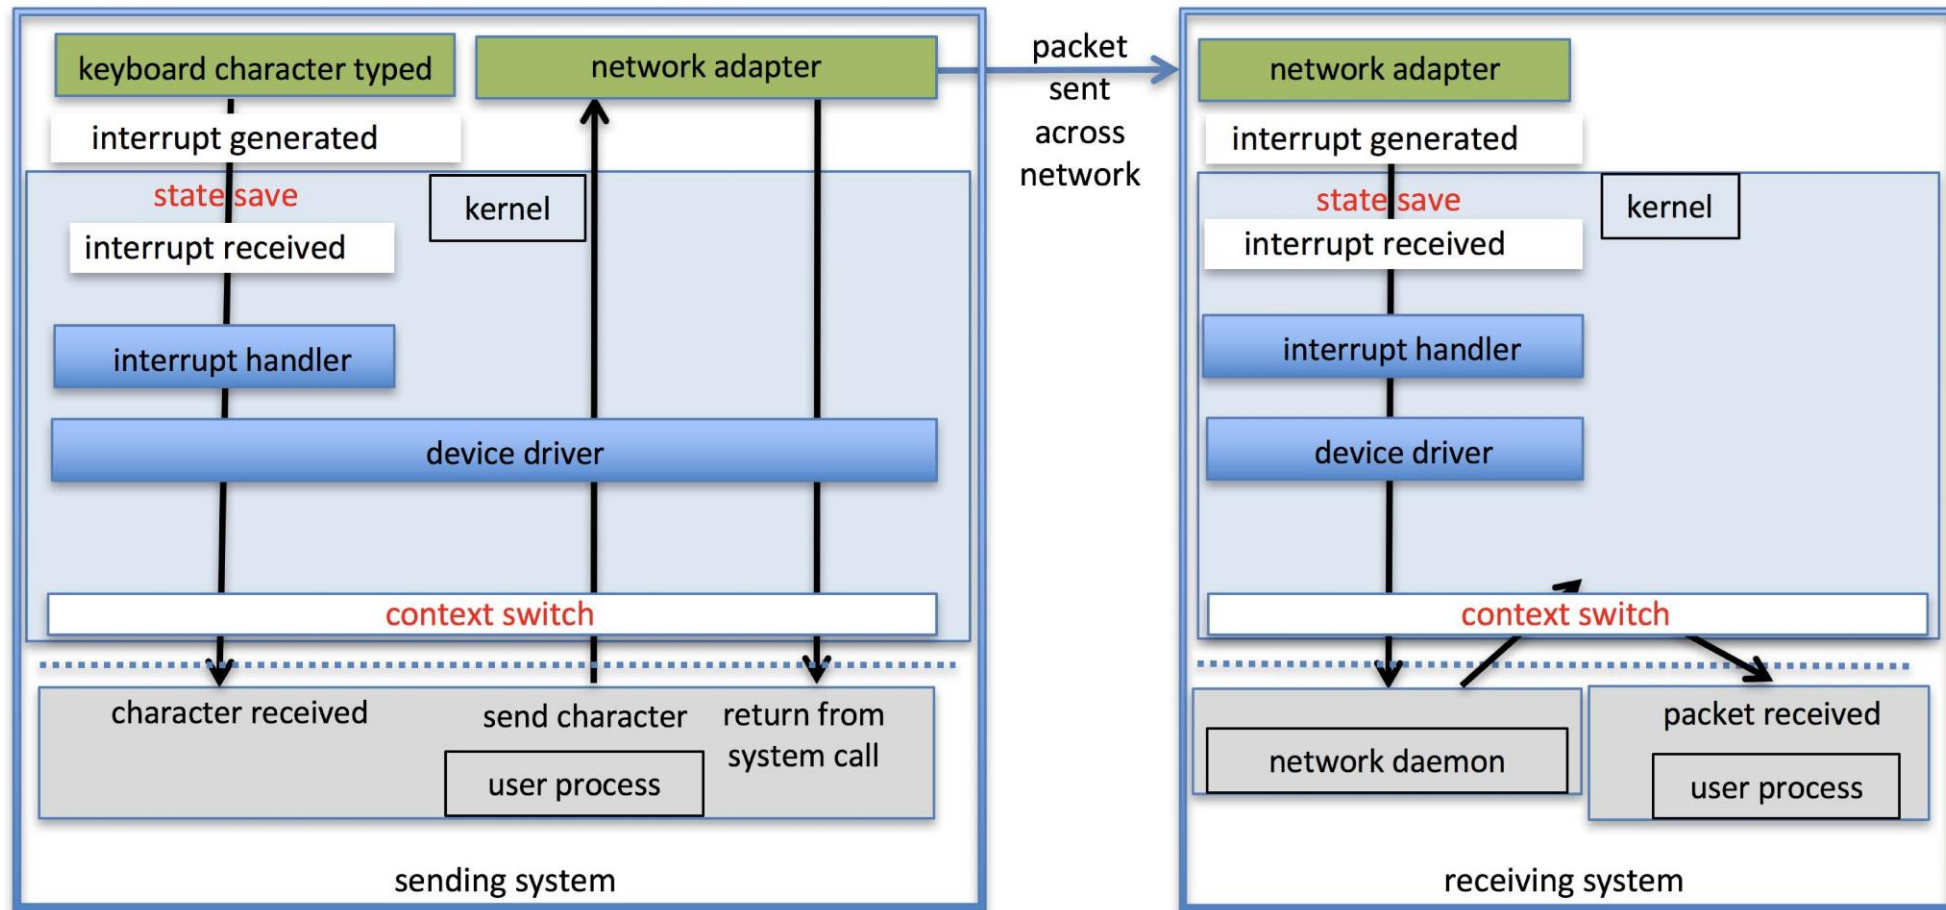 keyboard character typed
network adapter
interrupt generated
state save
kernel
interrupt received
interrupt handler
device driver
context switch
character received
send character
return from
system call
user process
sending system
packet
sent
across
network
network adapter
interrupt generated
state save
kernel
interrupt received
interrupt handler
device driver
context switch
network daemon
packet received
user process
receiving system